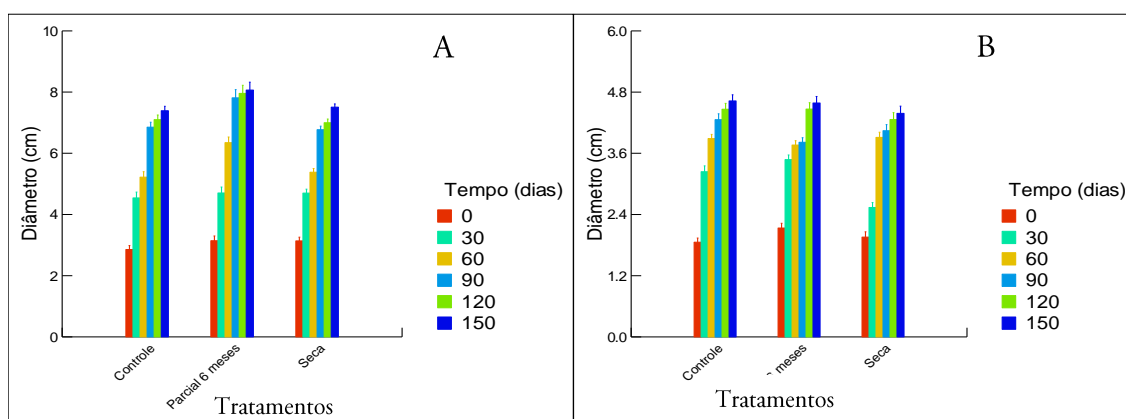 A
Diâmetro (cm)
10
8
6
4
2
0
Controle
Parcial 6 meses
Seca
Tratamentos
Tempo (dias)
0
30
60
90
120
150
B
Diâmetro (cm)
6.0
4.8
3.6
2.4
1.2
0.0
Controle
meses
Seca
Tratamentos
Tempo (dias)
0
30
60
90
120
150